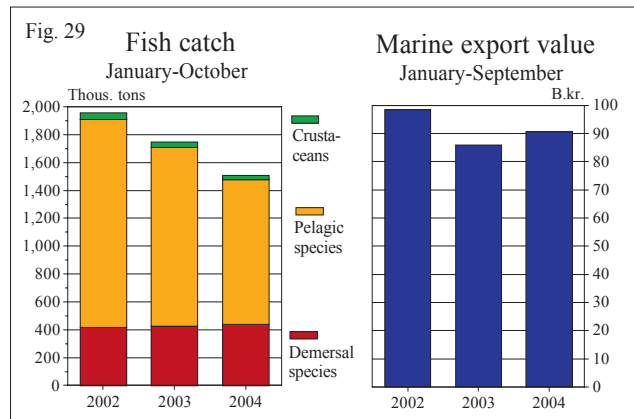 Fig. 29
Fish catch
January-October
Thous. tons
2,000
1,800
1,600
1,400
1,200
1,000
800
600
400
200
0
2002 2003 2004
Crusta-
ceans
Pelagic
species
Demersal
species
Marine export value
January-September
B.kr.
100
90
80
70
60
50
40
30
20
10
0
2002 2003 2004